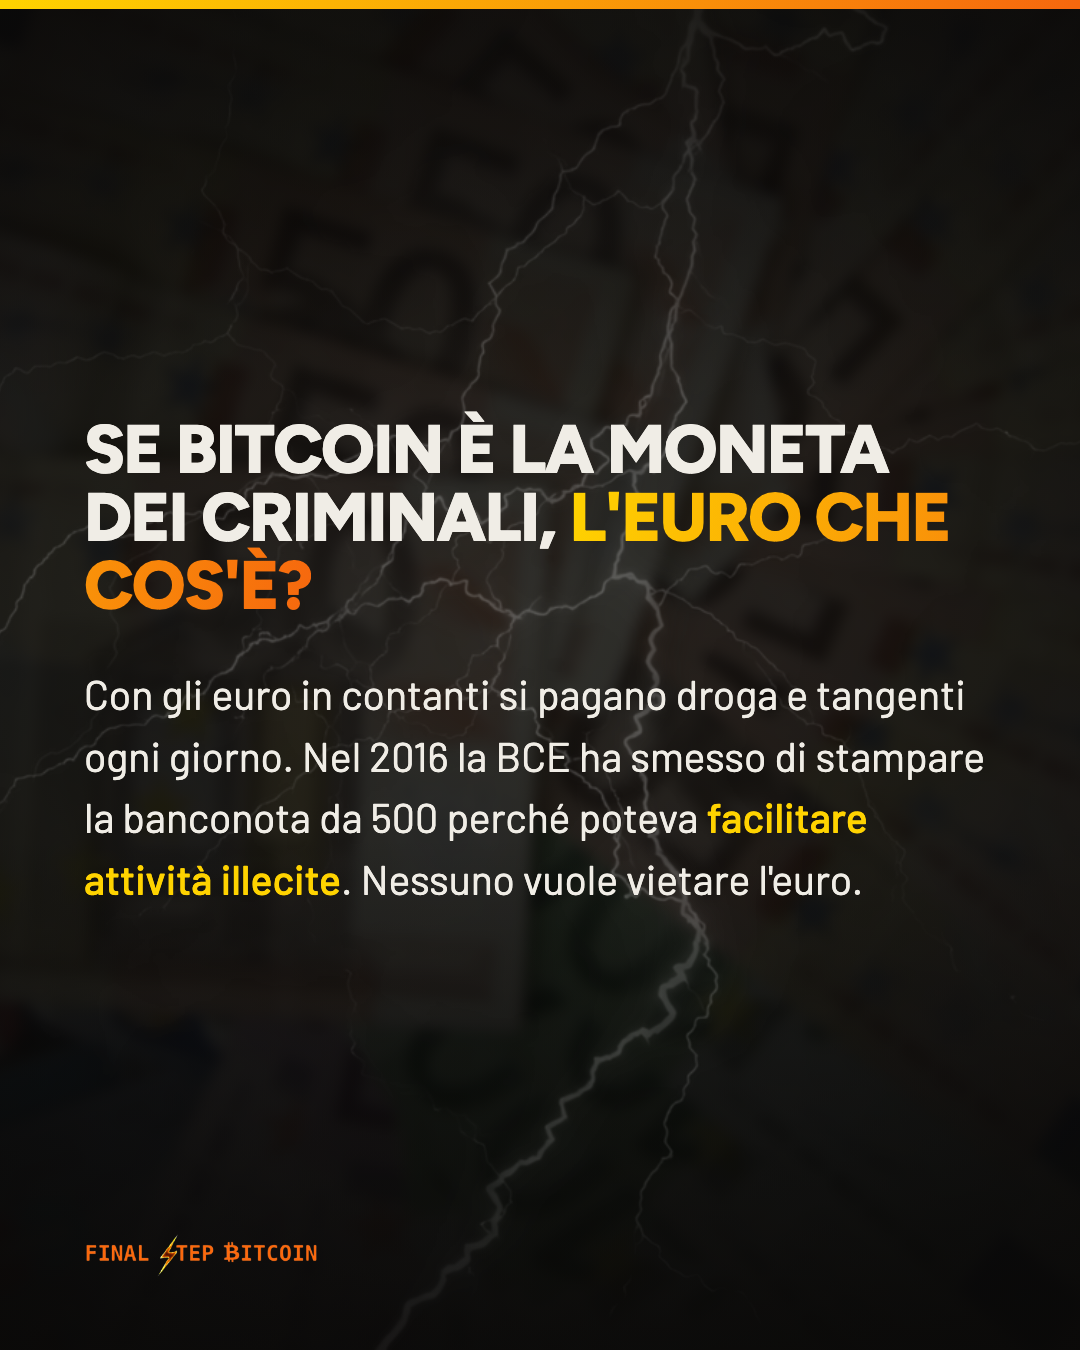 SE BITCOIN È LA MONETA
DEI CRIMINALI, L'EURO CHE
COS'È?
Con gli euro in contanti si pagano droga e tangenti
ogni giorno. Nel 2016 la BCE ha smesso di stampare
la banconota da 500 perché poteva facilitare
attività illecite. Nessuno vuole vietare l'euro.
FINAL STEP BITCOIN